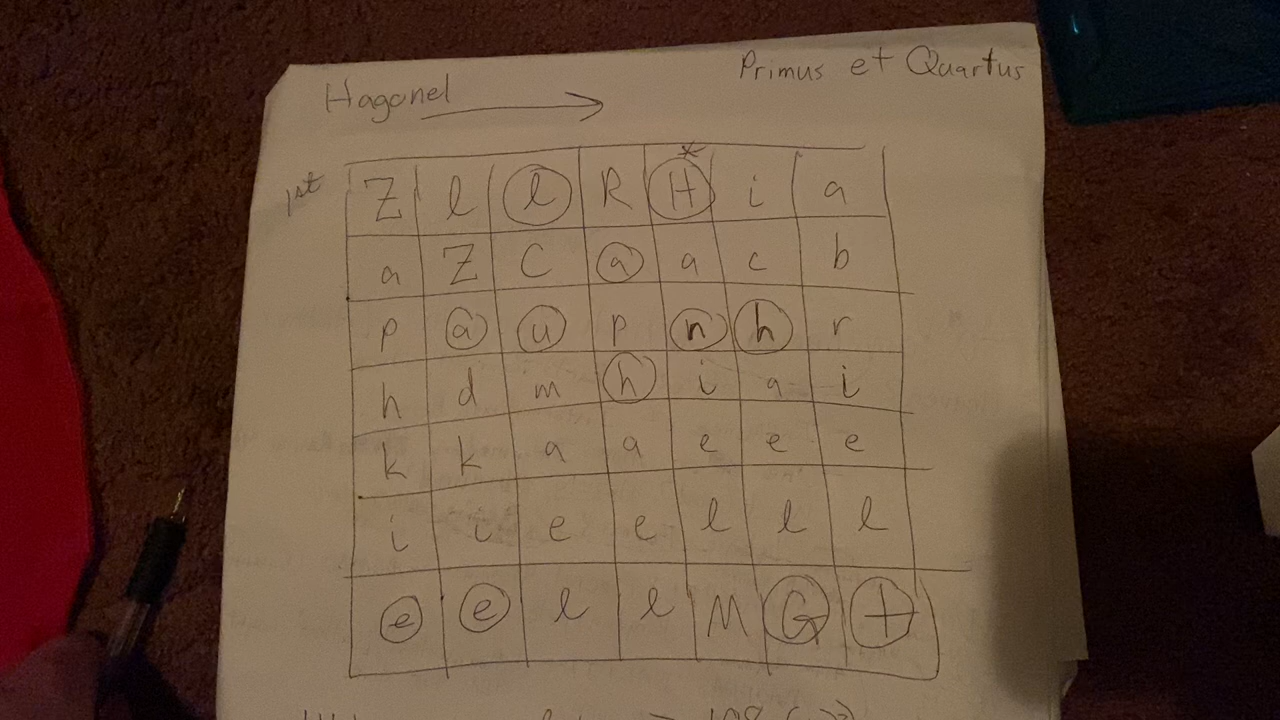 Primus et Quartus
Hagonel
1st
Z l l R H i a
a Z C a a c b
p a u p n h r
h d m h i a i
k k a a e e e
i i e e l l l
e e l l M G +